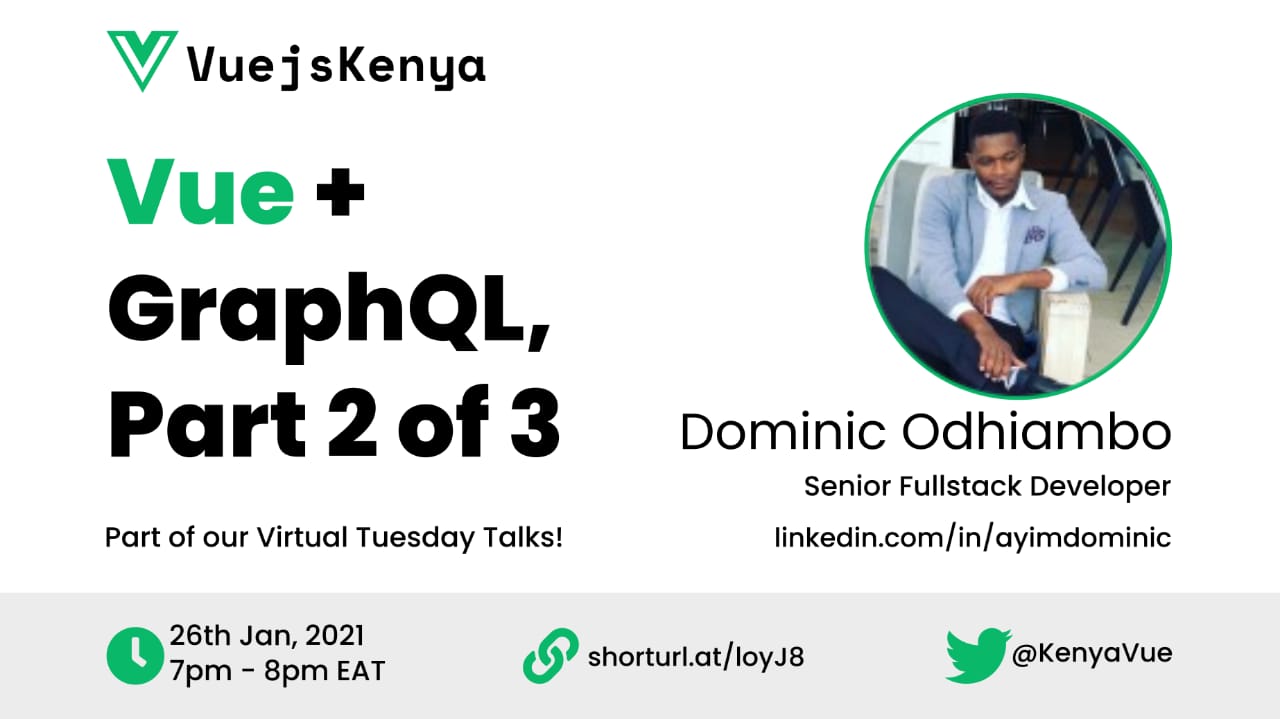 VuejsKenya
Vue +
GraphQL,
Part 2 of 3
Part of our Virtual Tuesday Talks!
Dominic Odhiambo
Senior Fullstack Developer
linkedin.com/in/ayimdominic
26th Jan, 2021
7pm - 8pm EAT
shorturl.at/loyJ8
@KenyaVue